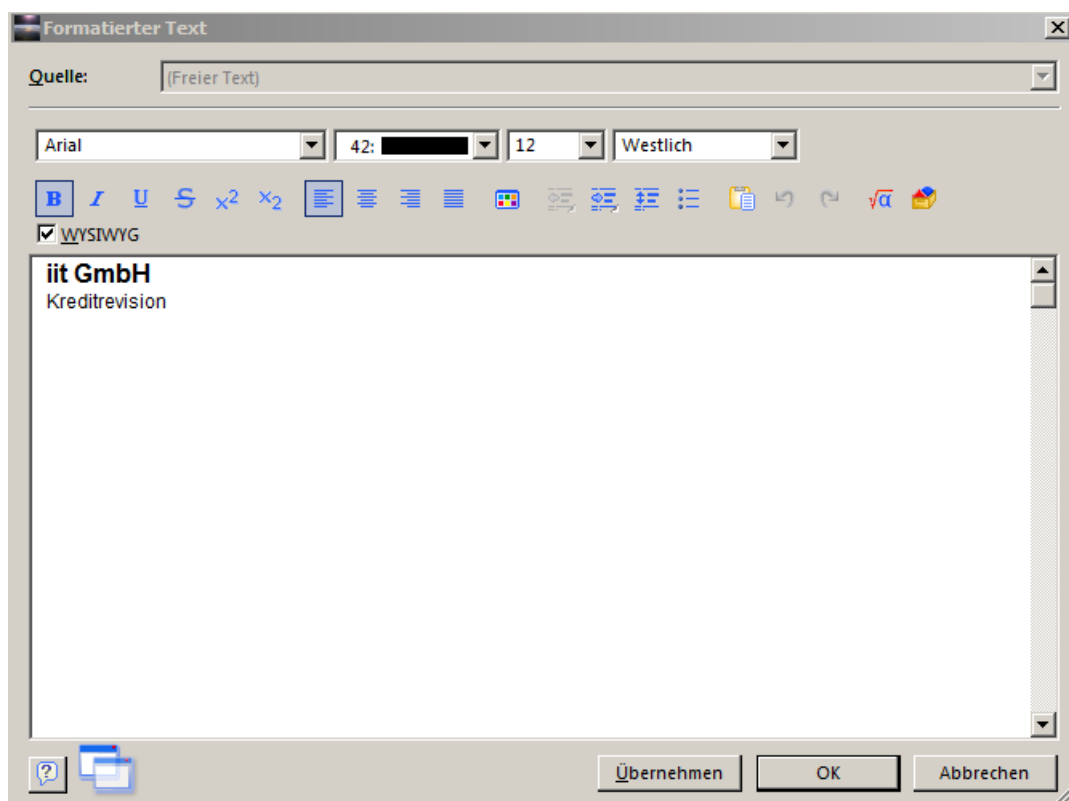 Formatierter Text
Quelle: (Freier Text)
Arial 42: 12 Westlich
B I U S x² x₂ √α
WYSIWYG
iit GmbH
Kreditrevision
? Übernehmen OK Abbrechen